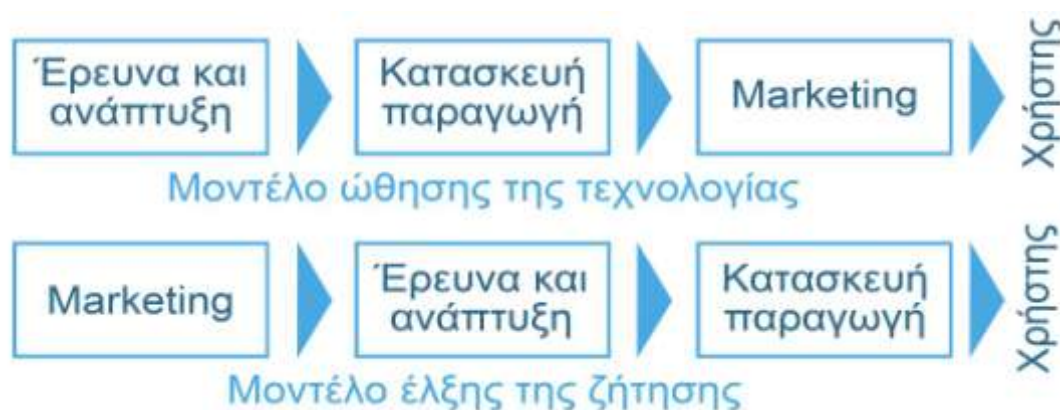 Έρευνα και
ανάπτυξη
Κατασκευή
παραγωγή
Marketing
Χρήστης
Μοντέλο ώθησης της τεχνολογίας
Marketing
Έρευνα και
ανάπτυξη
Κατασκευή
παραγωγή
Χρήστης
Μοντέλο έλξης της ζήτησης